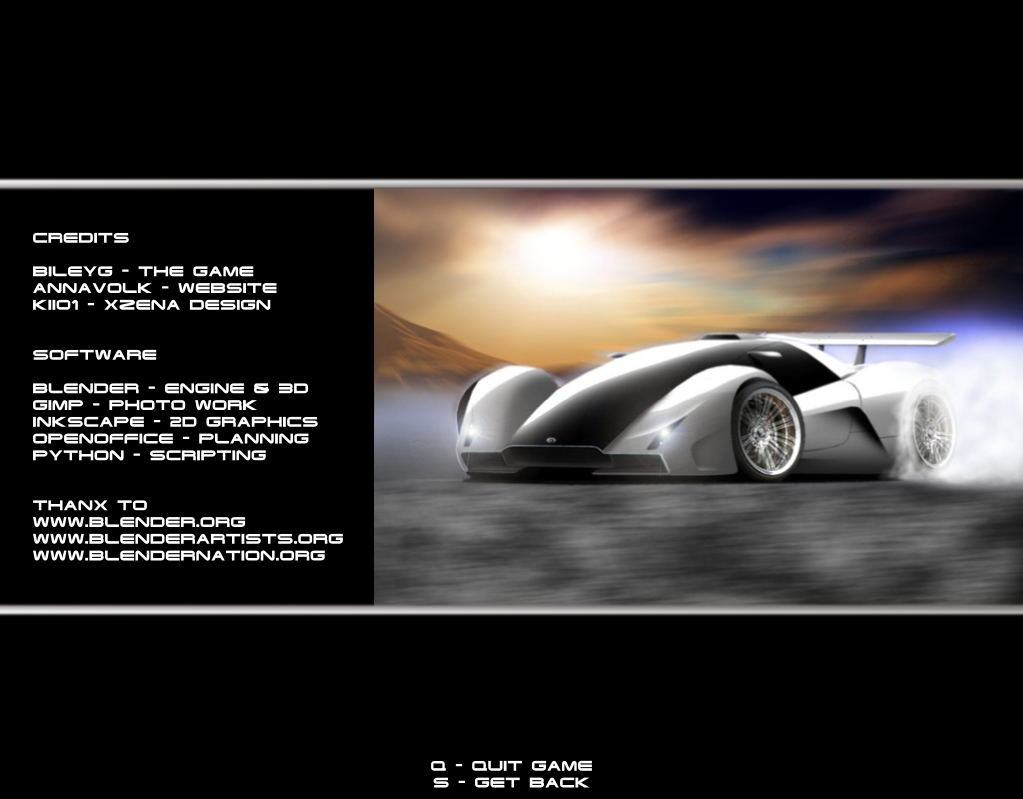 CREDITS
BILEYG - THE GAME
ANNAVOLK - WEBSITE
KII01 - XZENA DESIGN
SOFTWARE
BLENDER - ENGINE & 3D
GIMP - PHOTO WORK
INKSCAPE - 2D GRAPHICS
OPENOFFICE - PLANNING
PYTHON - SCRIPTING
THANX TO
WWW.BLENDER.ORG
WWW.BLENDERARTISTS.ORG
WWW.BLENDERNATION.ORG
Q - QUIT GAME
S - GET BACK